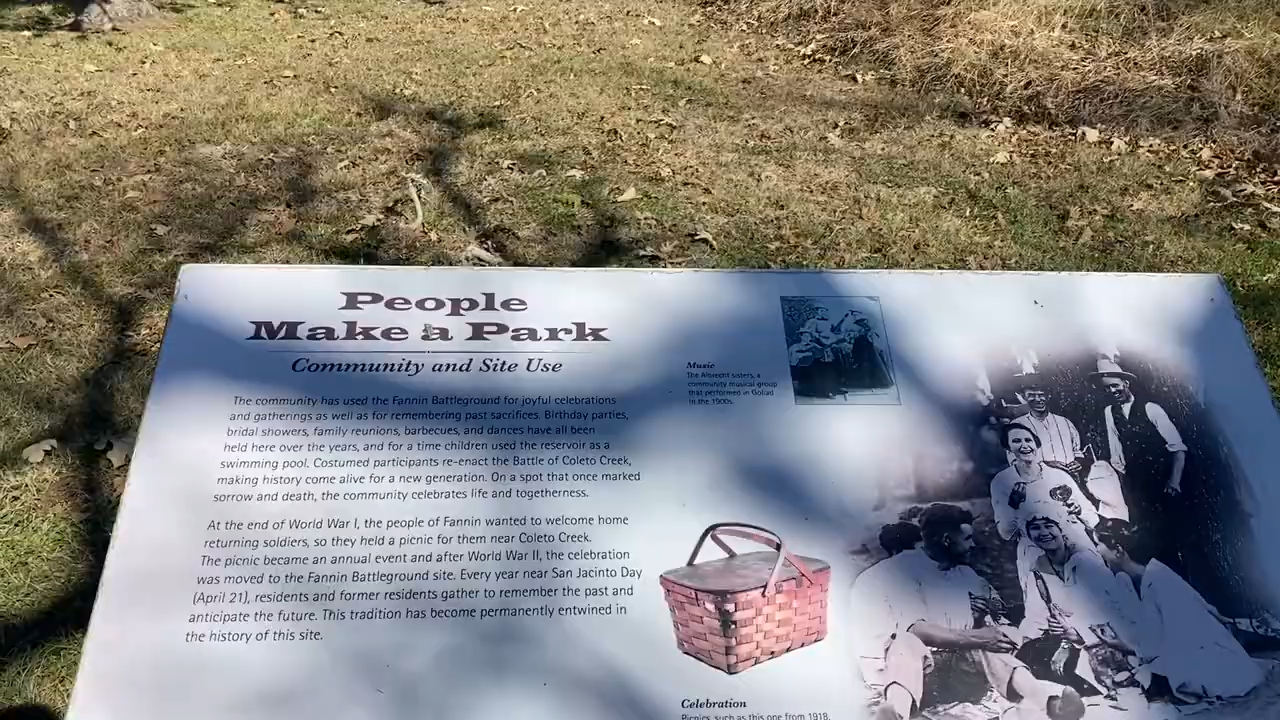 People
Make a Park
Community and Site Use
The community has used the Fannin Battleground for joyful celebrations
and gatherings as well as for remembering past sacrifices. Birthday parties,
bridal showers, family reunions, barbecues, and dances have all been
held here over the years, and for a time children used the reservoir as a
swimming pool. Costumed participants re-enact the Battle of Coleto Creek,
making history come alive for a new generation. On a spot that once marked
sorrow and death, the community celebrates life and togetherness.
At the end of World War I, the people of Fannin wanted to welcome home
returning soldiers, so they held a picnic for them near Coleto Creek.
The picnic became an annual event and after World War II, the celebration
was moved to the Fannin Battleground site. Every year near San Jacinto Day
(April 21), residents and former residents gather to remember the past and
anticipate the future. This tradition has become permanently entwined in
the history of this site.
Music
The Albrecht sisters, a
community musical group
that performed in Goliad
in the 1900s.
Celebration
Picnics, such as this one from 1918,